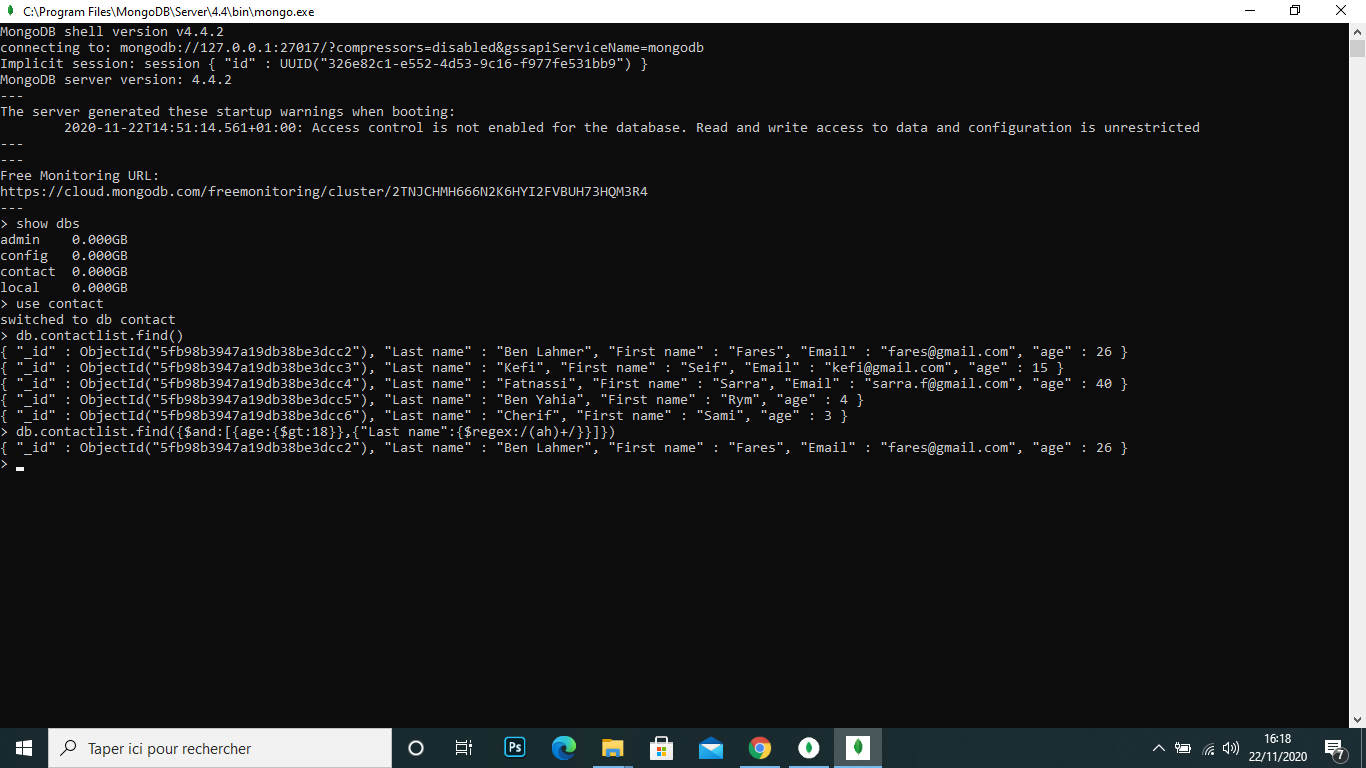 C:\Program Files\MongoDB\Server\4.4\bin\mongo.exe
MongoDB shell version v4.4.2
connecting to: mongodb://127.0.0.1:27017/?compressors=disabled&gssapiServiceName=mongodb
Implicit session: session { "id" : UUID("326e82c1-e552-4d53-9c16-f977fe531bb9") }
MongoDB server version: 4.4.2
---
The server generated these startup warnings when booting:
        2020-11-22T14:51:14.561+01:00: Access control is not enabled for the database. Read and write access to data and configuration is unrestricted
---
---
Free Monitoring URL:
https://cloud.mongodb.com/freemonitoring/cluster/2TNJCHMH666N2K6HYI2FVBUH73HQM3R4
---
> show dbs
admin    0.000GB
config   0.000GB
contact  0.000GB
local    0.000GB
> use contact
switched to db contact
> db.contactlist.find()
{ "_id" : ObjectId("5fb98b3947a19db38be3dcc2"), "Last name" : "Ben Lahmer", "First name" : "Fares", "Email" : "fares@gmail.com", "age" : 26 }
{ "_id" : ObjectId("5fb98b3947a19db38be3dcc3"), "Last name" : "Kefi", "First name" : "Seif", "Email" : "kefi@gmail.com", "age" : 15 }
{ "_id" : ObjectId("5fb98b3947a19db38be3dcc4"), "Last name" : "Fatnassi", "First name" : "Sarra", "Email" : "sarra.f@gmail.com", "age" : 40 }
{ "_id" : ObjectId("5fb98b3947a19db38be3dcc5"), "Last name" : "Ben Yahia", "First name" : "Rym", "age" : 4 }
{ "_id" : ObjectId("5fb98b3947a19db38be3dcc6"), "Last name" : "Cherif", "First name" : "Sami", "age" : 3 }
> db.contactlist.find({$and:[{age:{$gt:18}},{"Last name":{$regex:/(ah)+/}}]})
{ "_id" : ObjectId("5fb98b3947a19db38be3dcc2"), "Last name" : "Ben Lahmer", "First name" : "Fares", "Email" : "fares@gmail.com", "age" : 26 }
>
Taper ici pour rechercher
Ps
16:18
22/11/2020
7